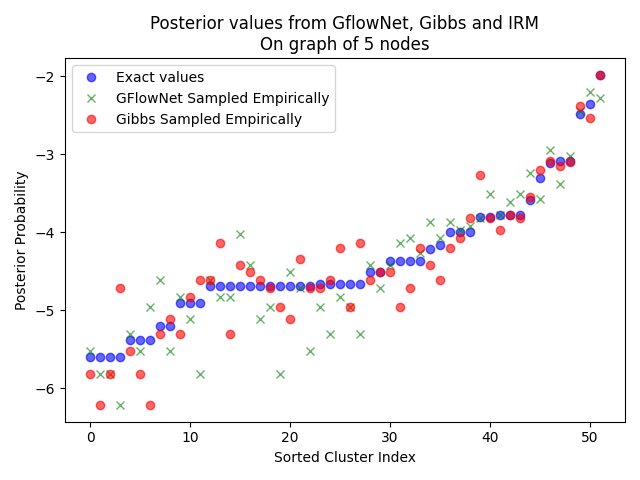 Posterior values from GflowNet, Gibbs and IRM
On graph of 5 nodes
Exact values
GFlowNet Sampled Empirically
Gibbs Sampled Empirically
Posterior Probability
−2
−3
−4
−5
−6
0 10 20 30 40 50
Sorted Cluster Index